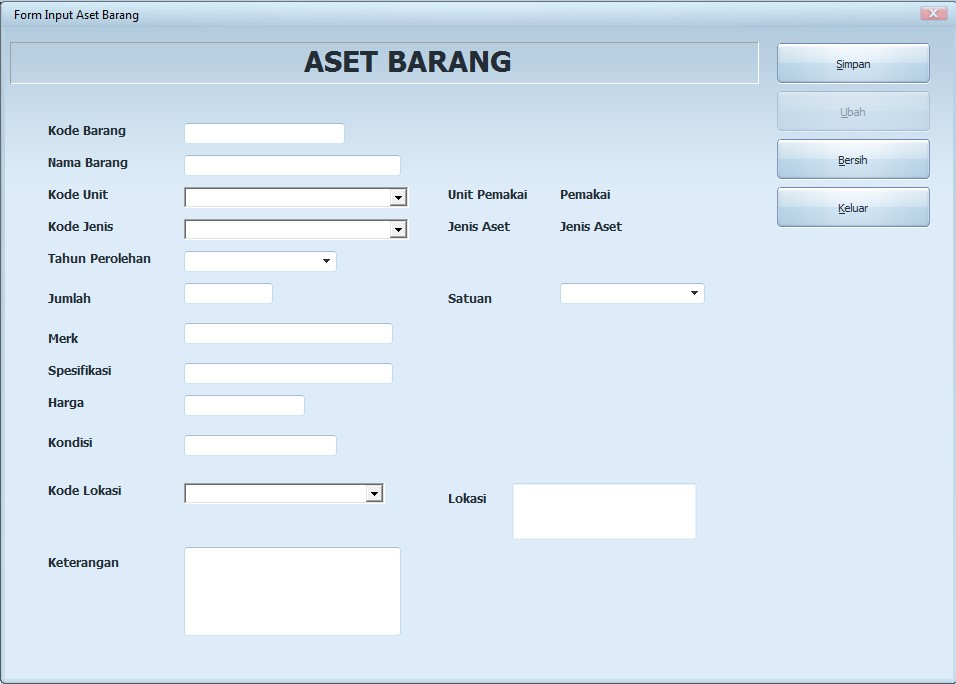 Form Input Aset Barang
ASET BARANG
Simpan
Ubah
Bersih
Keluar
Kode Barang
Nama Barang
Kode Unit
Unit Pemakai Pemakai
Kode Jenis
Jenis Aset Jenis Aset
Tahun Perolehan
Jumlah
Satuan
Merk
Spesifikasi
Harga
Kondisi
Kode Lokasi
Lokasi
Keterangan